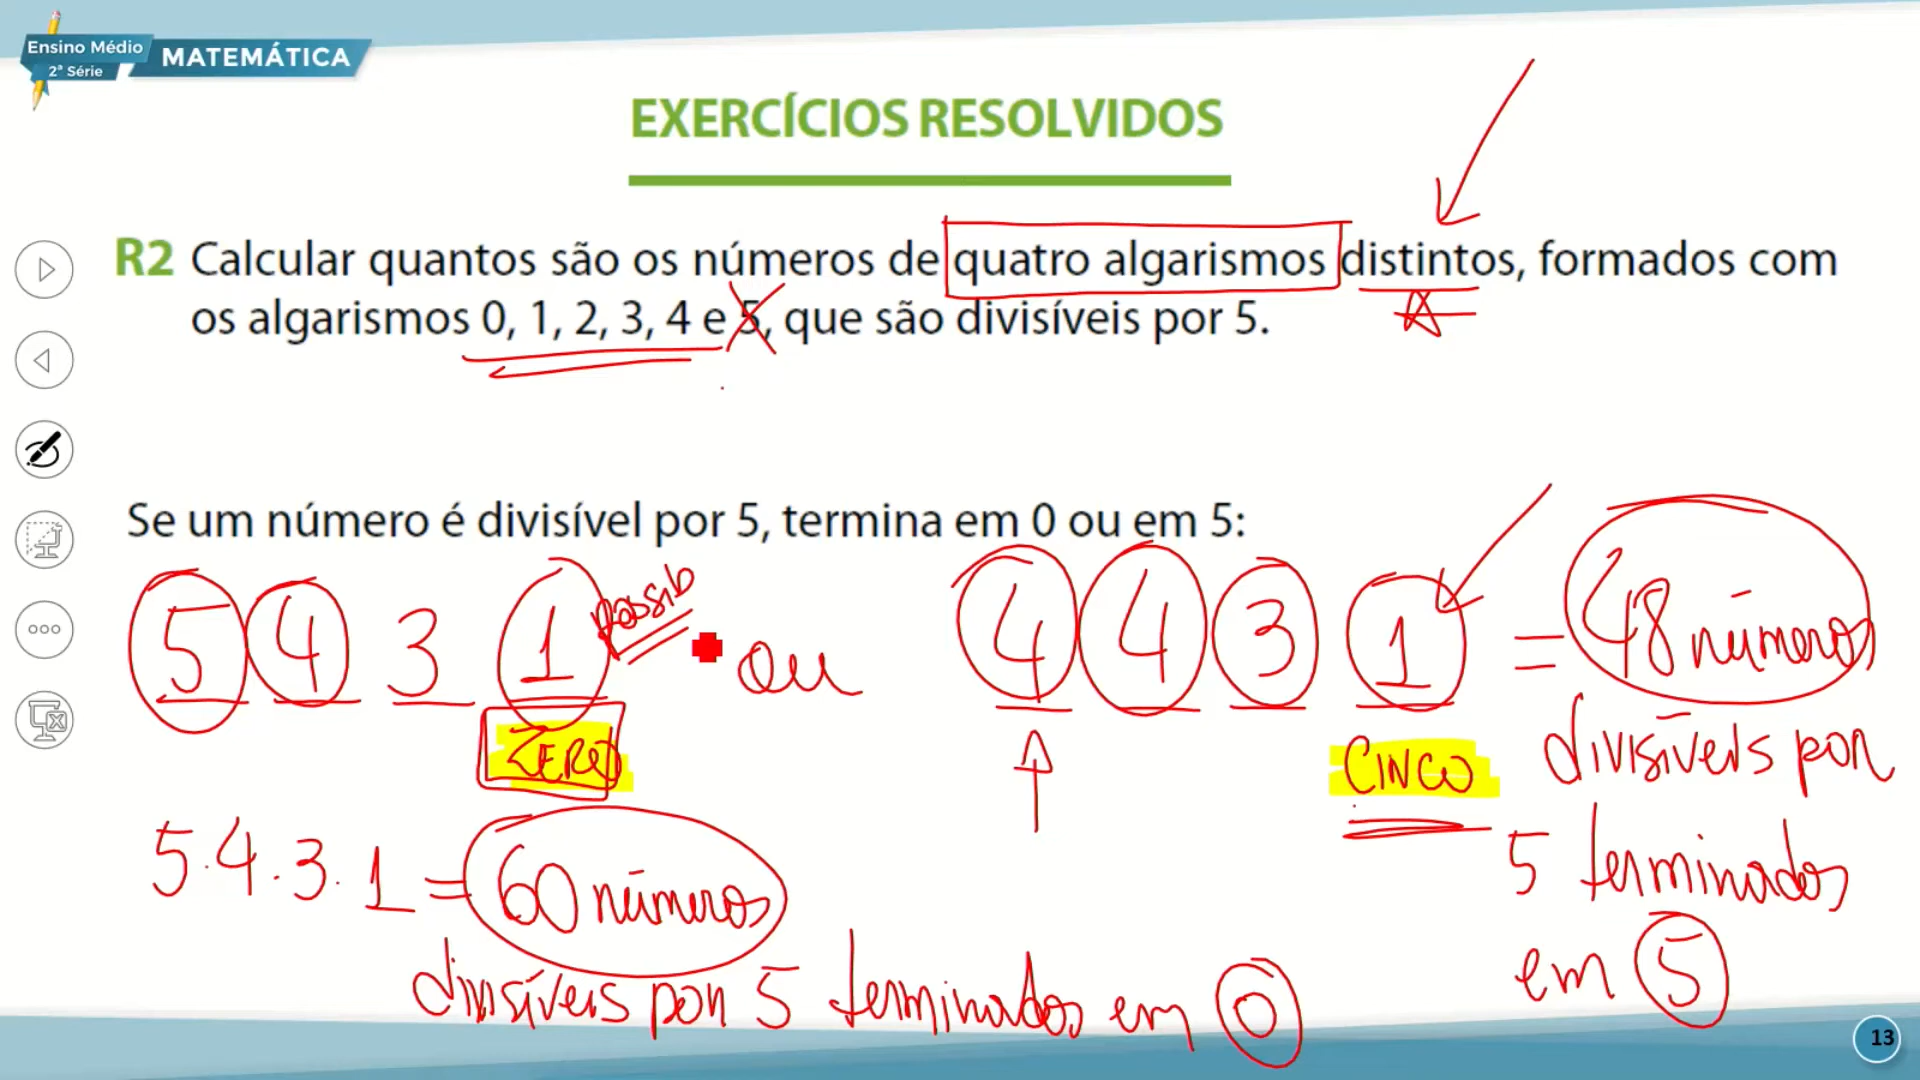 Ensino Médio
2ª Série
MATEMÁTICA
EXERCÍCIOS RESOLVIDOS
R2 Calcular quantos são os números de quatro algarismos distintos, formados com
os algarismos 0, 1, 2, 3, 4 e 5, que são divisíveis por 5.
Se um número é divisível por 5, termina em 0 ou em 5:
5 4 3 1 possib ou 4 4 3 1 = 48 números
ZERO CINCO divisíveis por
5.4.3.1 = 60 números 5 terminados
em 5
divisíveis por 5 terminados em 0
13